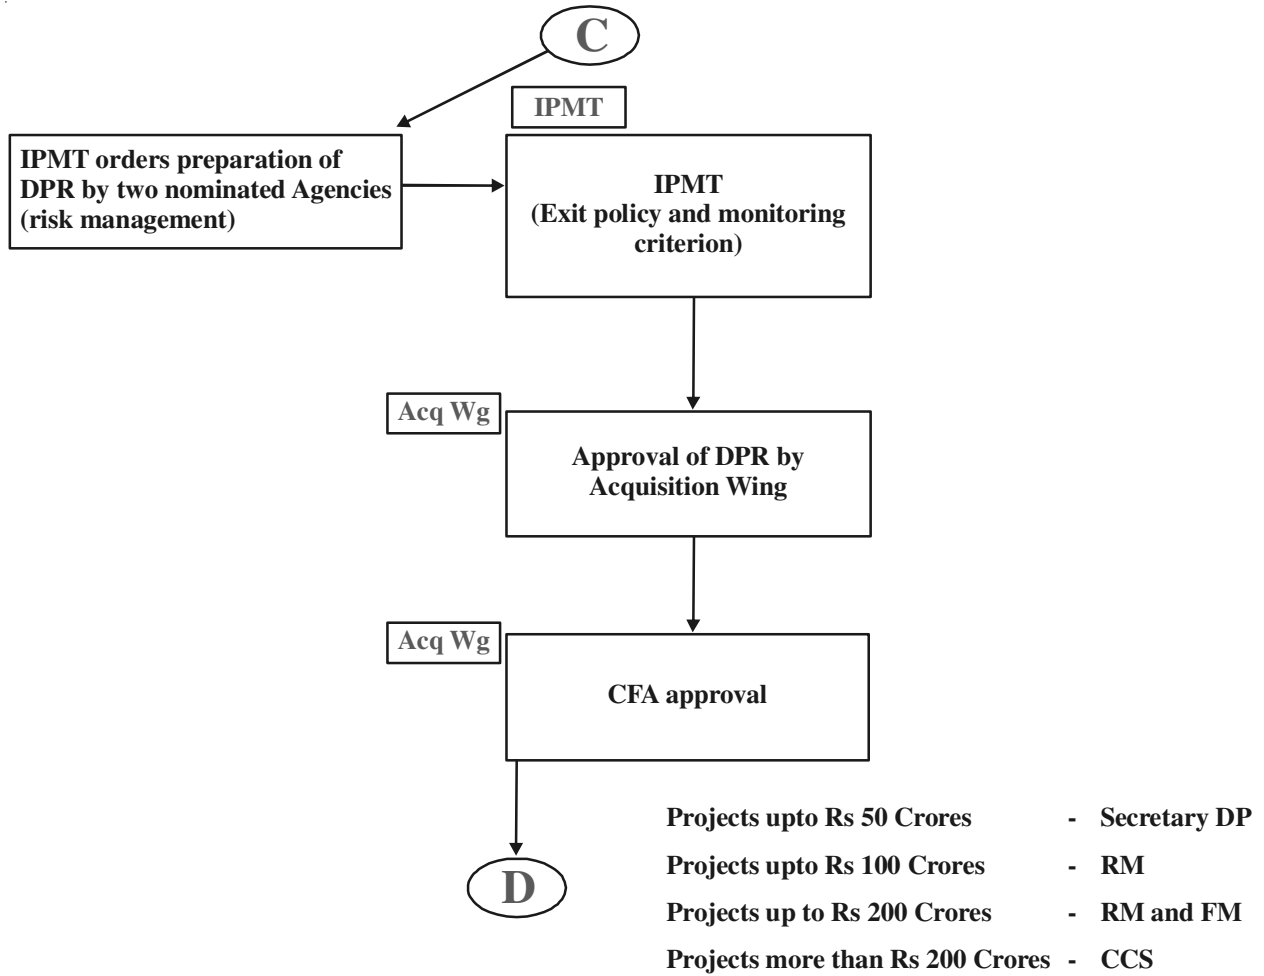 C
IPMT
IPMT orders preparation of
DPR by two nominated Agencies
(risk management)
IPMT
(Exit policy and monitoring
criterion)
Acq Wg
Approval of DPR by
Acquisition Wing
Acq Wg
CFA approval
D
Projects upto Rs 50 Crores - Secretary DP
Projects upto Rs 100 Crores - RM
Projects up to Rs 200 Crores - RM and FM
Projects more than Rs 200 Crores - CCS